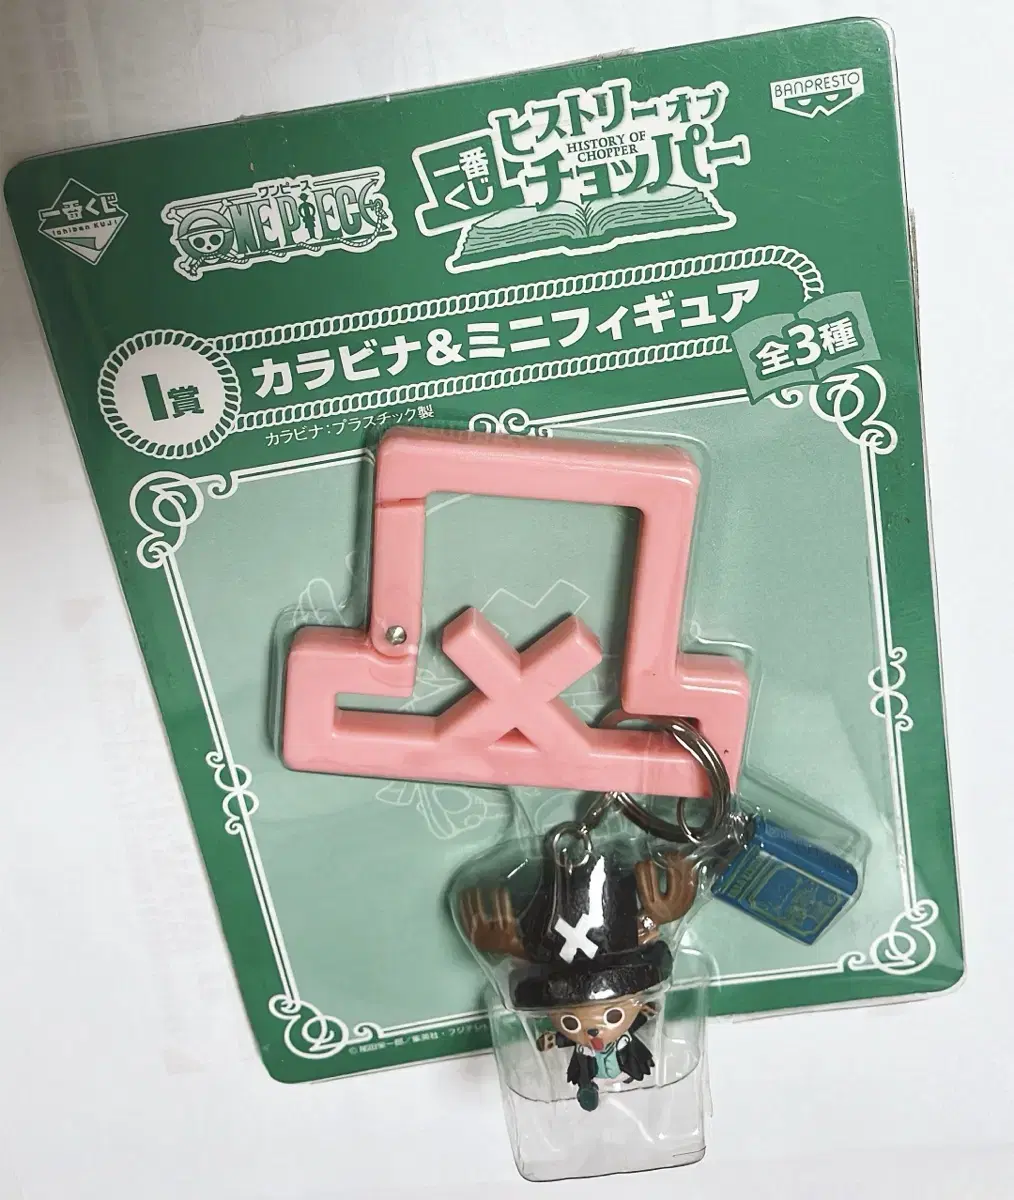 一番くじ
Ichiban KUJI
ワンピース
ONE PIECE
一番くじ
ヒストリーオブ
HISTORY OF
CHOPPER
チョッパー
BANPRESTO
I賞
カラビナ&ミニフィギュア
全3種
カラビナ:プラスチック製